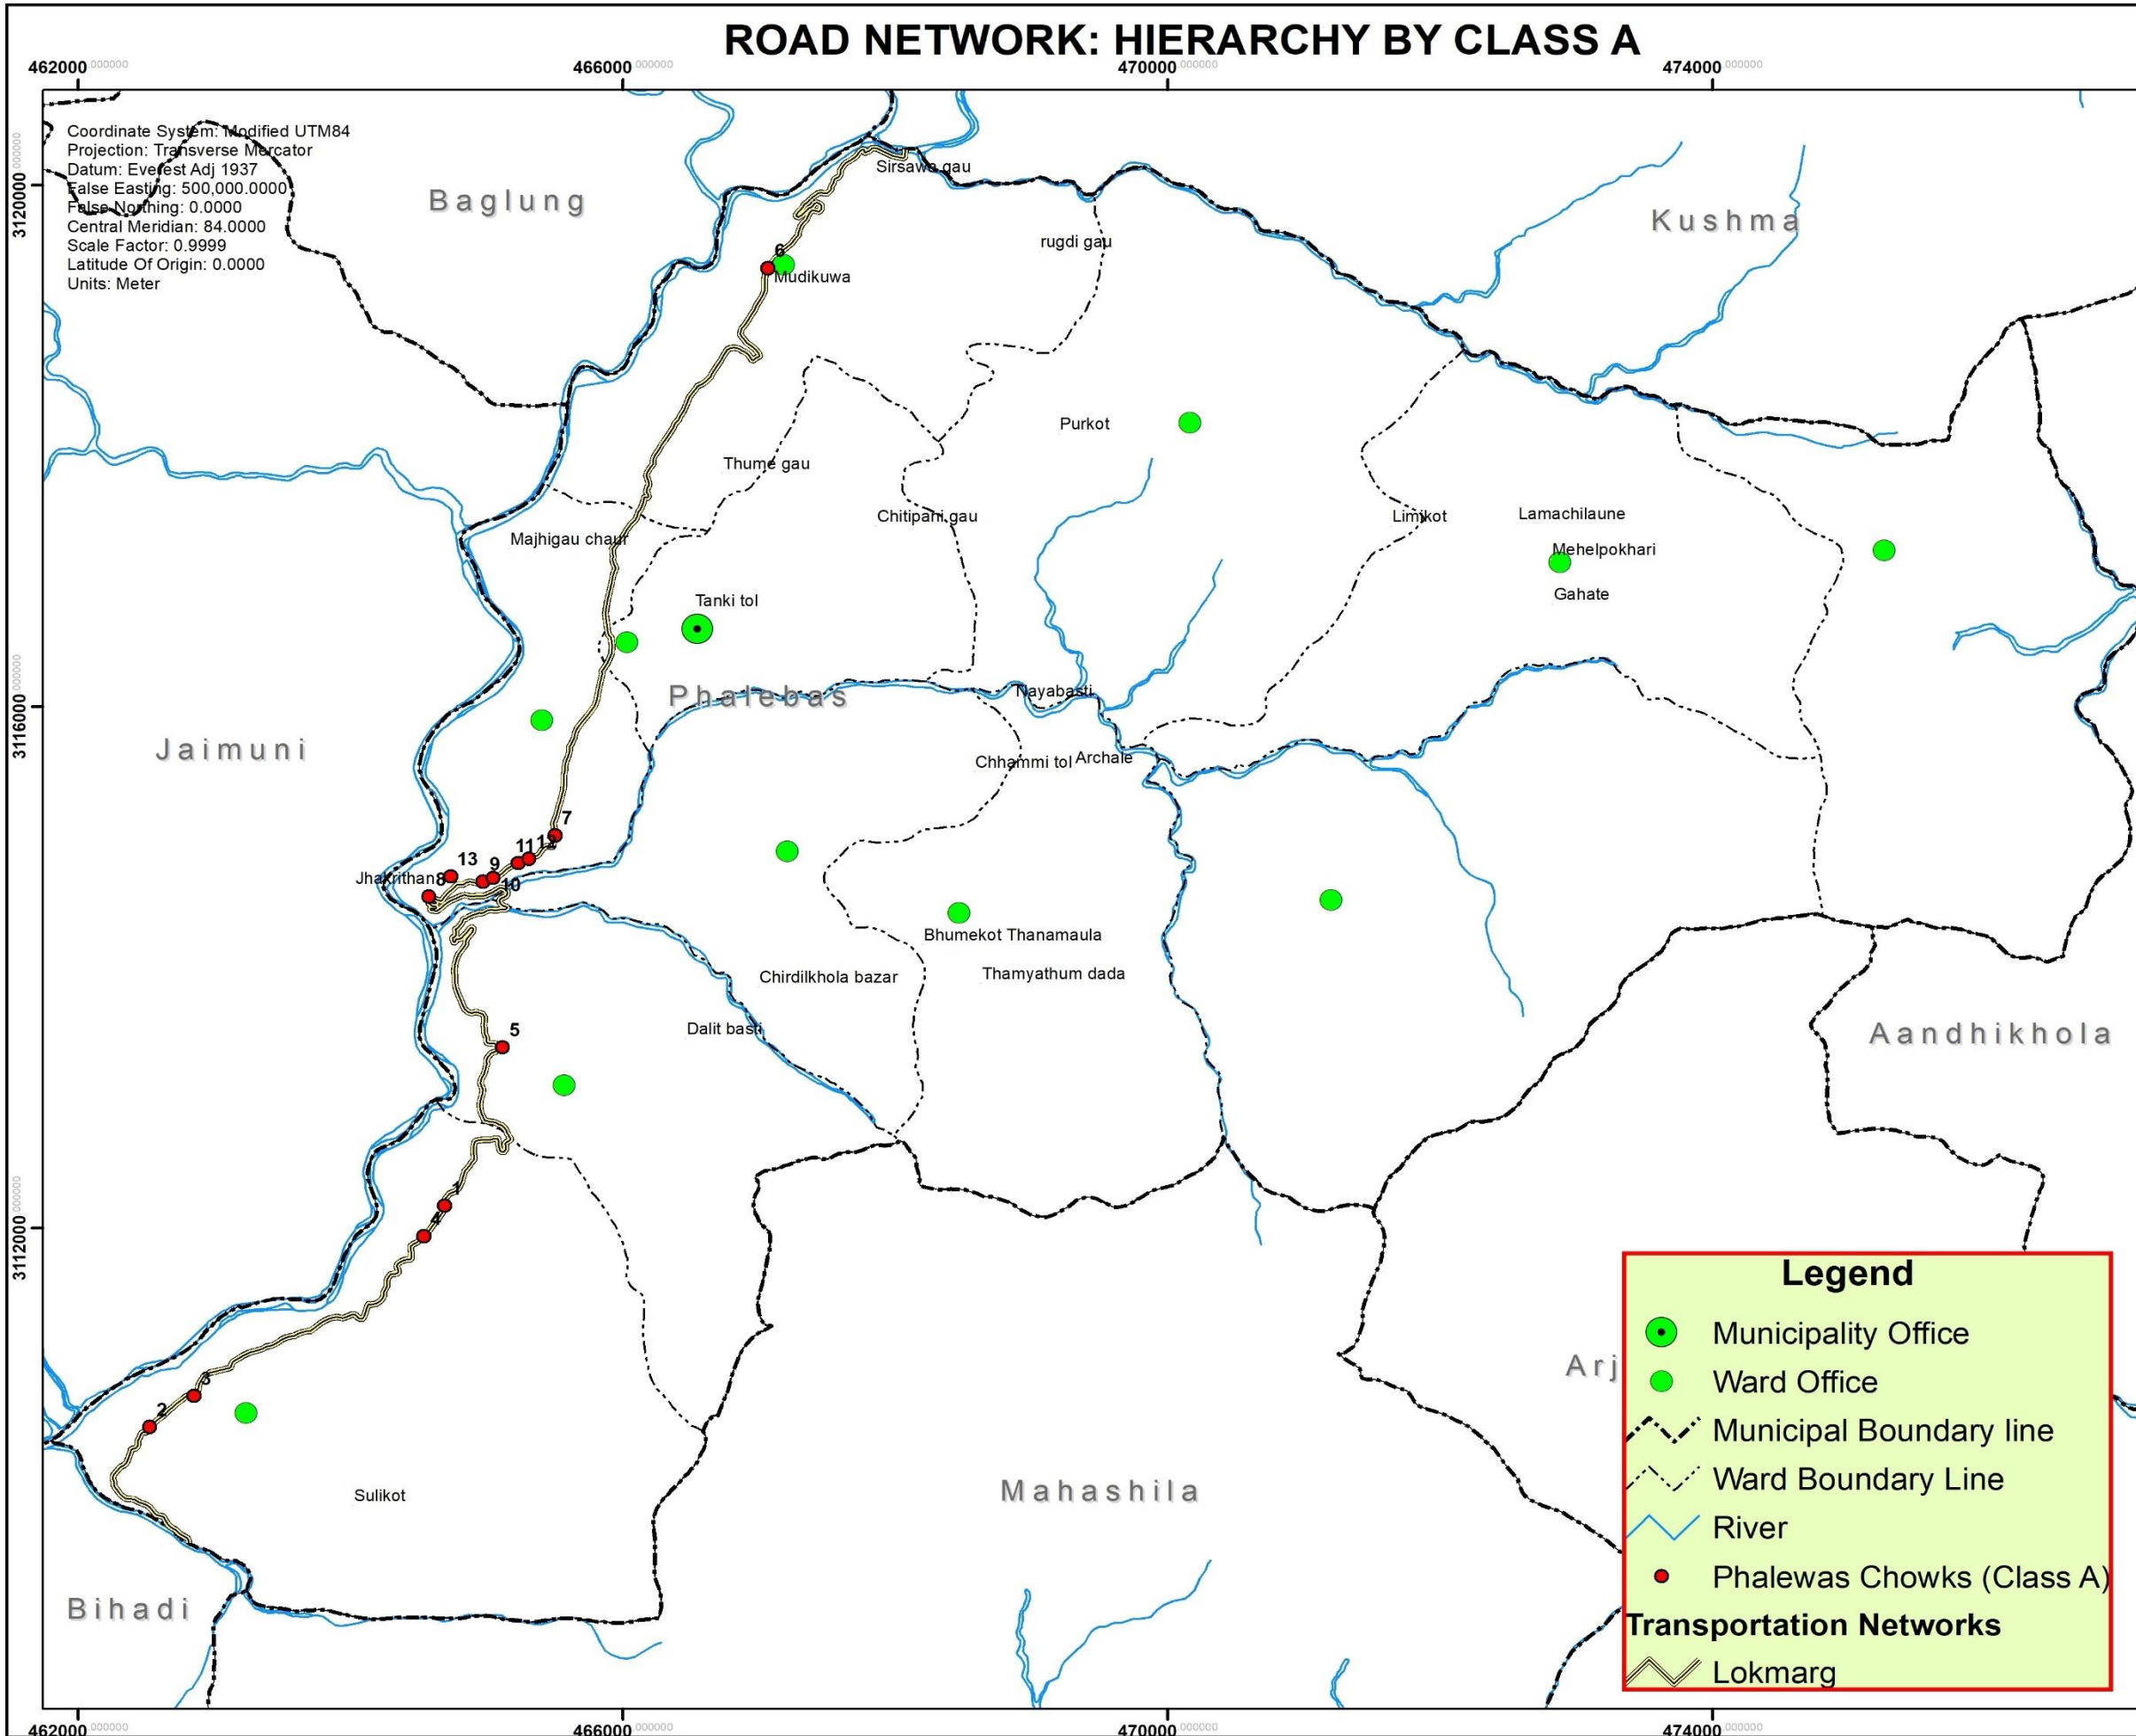 ROAD NETWORK: HIERARCHY BY CLASS A
462000.000000
466000.000000
470000.000000
474000.000000
Coordinate System: Modified UTM84
Projection: Transverse Mercator
Datum: Everest Adj 1937
False Easting: 500,000.0000
False Northing: 0.0000
Central Meridian: 84.0000
Scale Factor: 0.9999
Latitude Of Origin: 0.0000
Units: Meter
3120000.000000
Baglung
Sirsawe gau
Kushma
rugdi gau
6
Mudikuwa
Purkot
Thume gau
Chitipani gau
Limikot
Lamachilaune
Majhigau chaur
Mehelpokhari
Gahate
Tanki tol
3116000.000000
Phalebas
Nayabasti
Jaimuni
Chhammi tol
Archale
7
11
12
13
9
Jhakrithan
8
10
Bhumekot Thanamaula
Chirdilkhola bazar
Thamyathum dada
Dalit basti
5
Aandhikhola
1
4
3112000.000000
3
2
Arj
Sulikot
Mahashila
Bihadi
Legend
Municipality Office
Ward Office
Municipal Boundary line
Ward Boundary Line
River
Phalewas Chowks (Class A)
Transportation Networks
Lokmarg
462000.000000
466000.000000
470000.000000
474000.000000